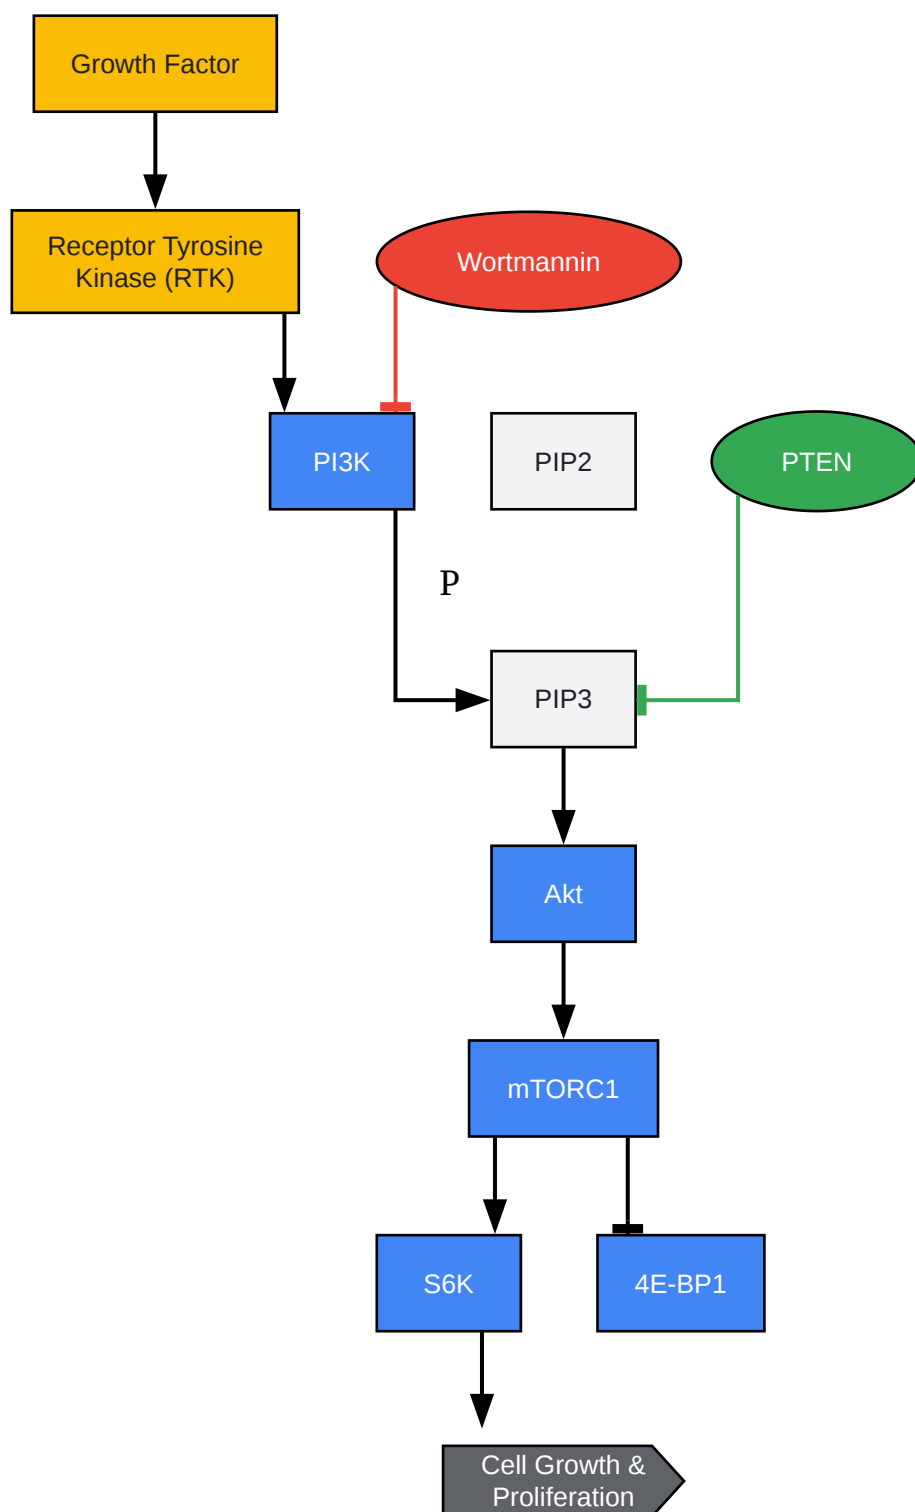 Growth Factor
Receptor Tyrosine
Kinase (RTK)
Wortmannin
PI3K
PIP2
PTEN
P
PIP3
Akt
mTORC1
S6K
4E-BP1
Cell Growth &
Proliferation